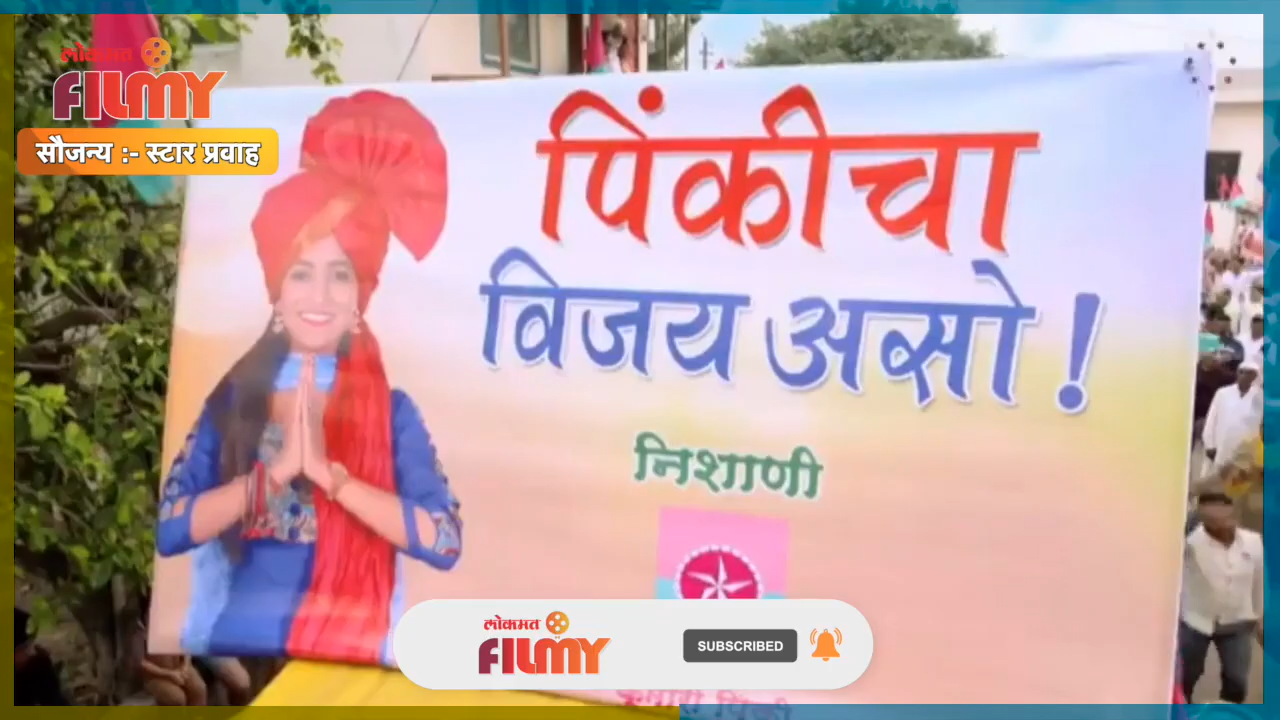 लोकमत
FILMY
सौजन्य :- स्टार प्रवाह
पिंकीचा
विजय असो !
निशाणी
लोकमत
FILMY
SUBSCRIBED